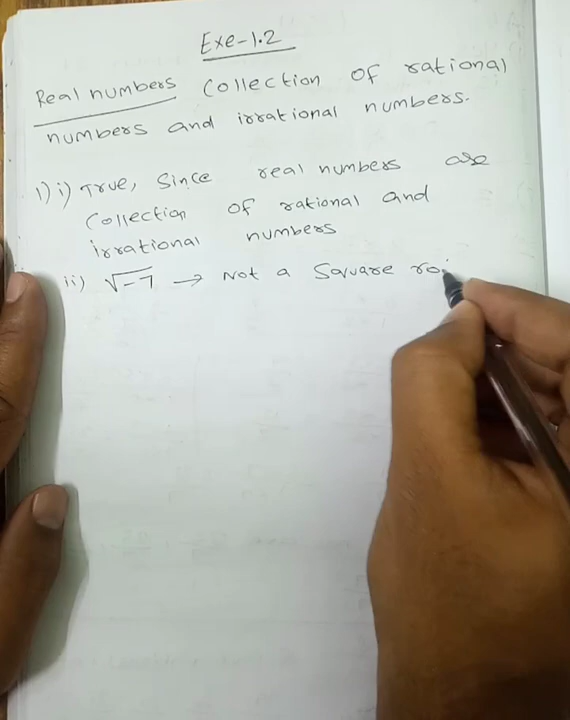 Exe-1.2
Real numbers Collection of rational
numbers and irrational numbers.
1) i) True, Since real numbers are
Collection of rational and
irrational numbers
ii) √-7 → Not a Square ro